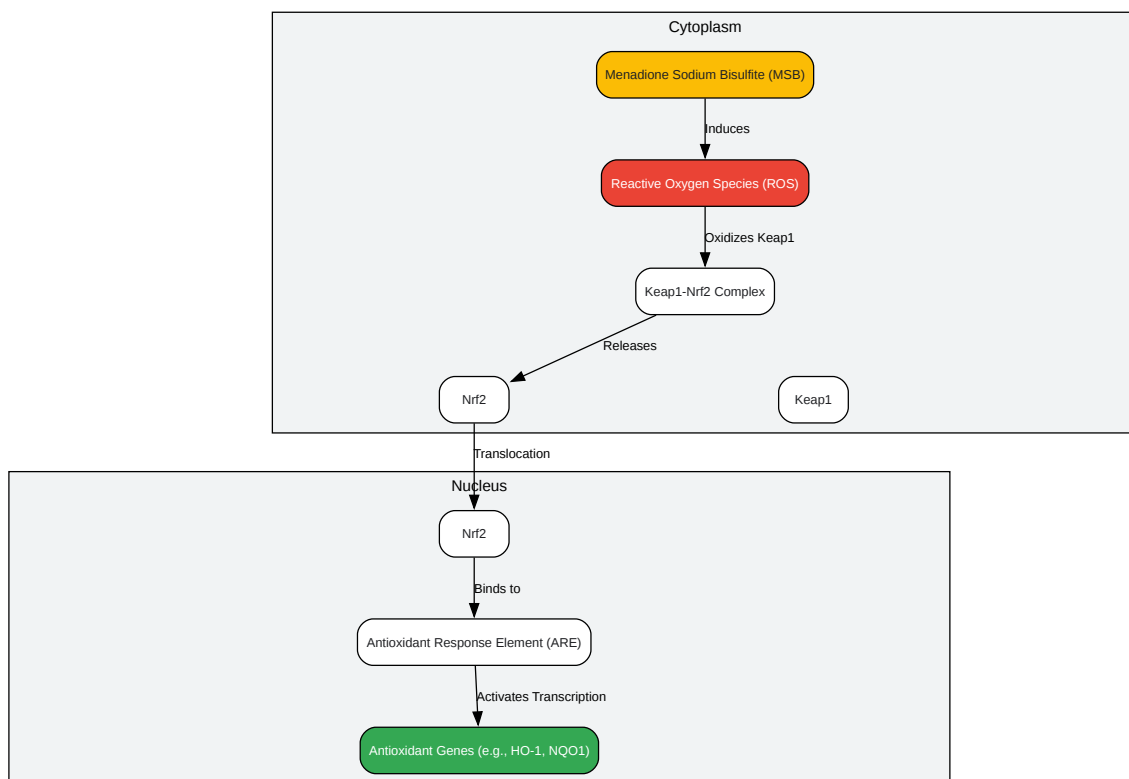 Cytoplasm
Menadione Sodium Bisulfite (MSB)
Induces
Reactive Oxygen Species (ROS)
Oxidizes Keap1
Keap1-Nrf2 Complex
Releases
Nrf2
Keap1
Translocation
Nucleus
Nrf2
Binds to
Antioxidant Response Element (ARE)
Activates Transcription
Antioxidant Genes (e.g., HO-1, NQO1)